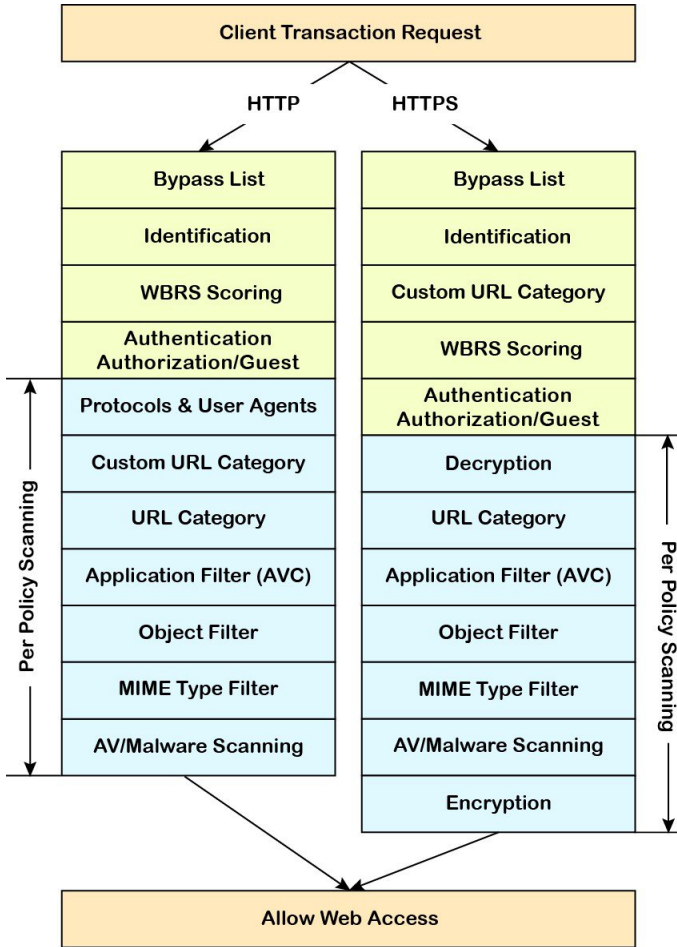 Client Transaction Request
HTTP
HTTPS
Bypass List
Identification
WBRS Scoring
Authentication
Authorization/Guest
Protocols & User Agents
Custom URL Category
URL Category
Application Filter (AVC)
Object Filter
MIME Type Filter
AV/Malware Scanning
Per Policy Scanning
Bypass List
Identification
Custom URL Category
WBRS Scoring
Authentication
Authorization/Guest
Decryption
URL Category
Application Filter (AVC)
Object Filter
MIME Type Filter
AV/Malware Scanning
Encryption
Per Policy Scanning
Allow Web Access